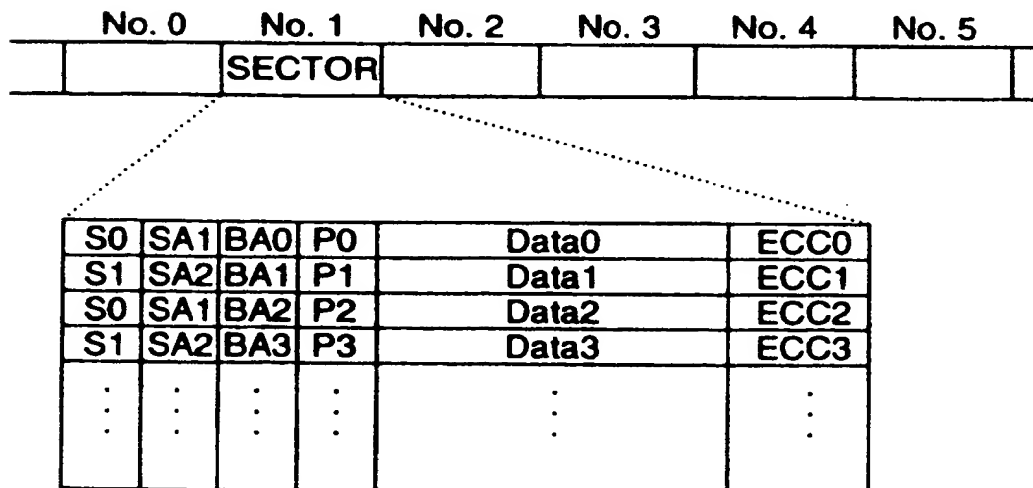 No. 0 No. 1 No. 2 No. 3 No. 4 No. 5
SECTOR
S0 SA1 BA0 P0 Data0 ECC0
S1 SA2 BA1 P1 Data1 ECC1
S0 SA1 BA2 P2 Data2 ECC2
S1 SA2 BA3 P3 Data3 ECC3